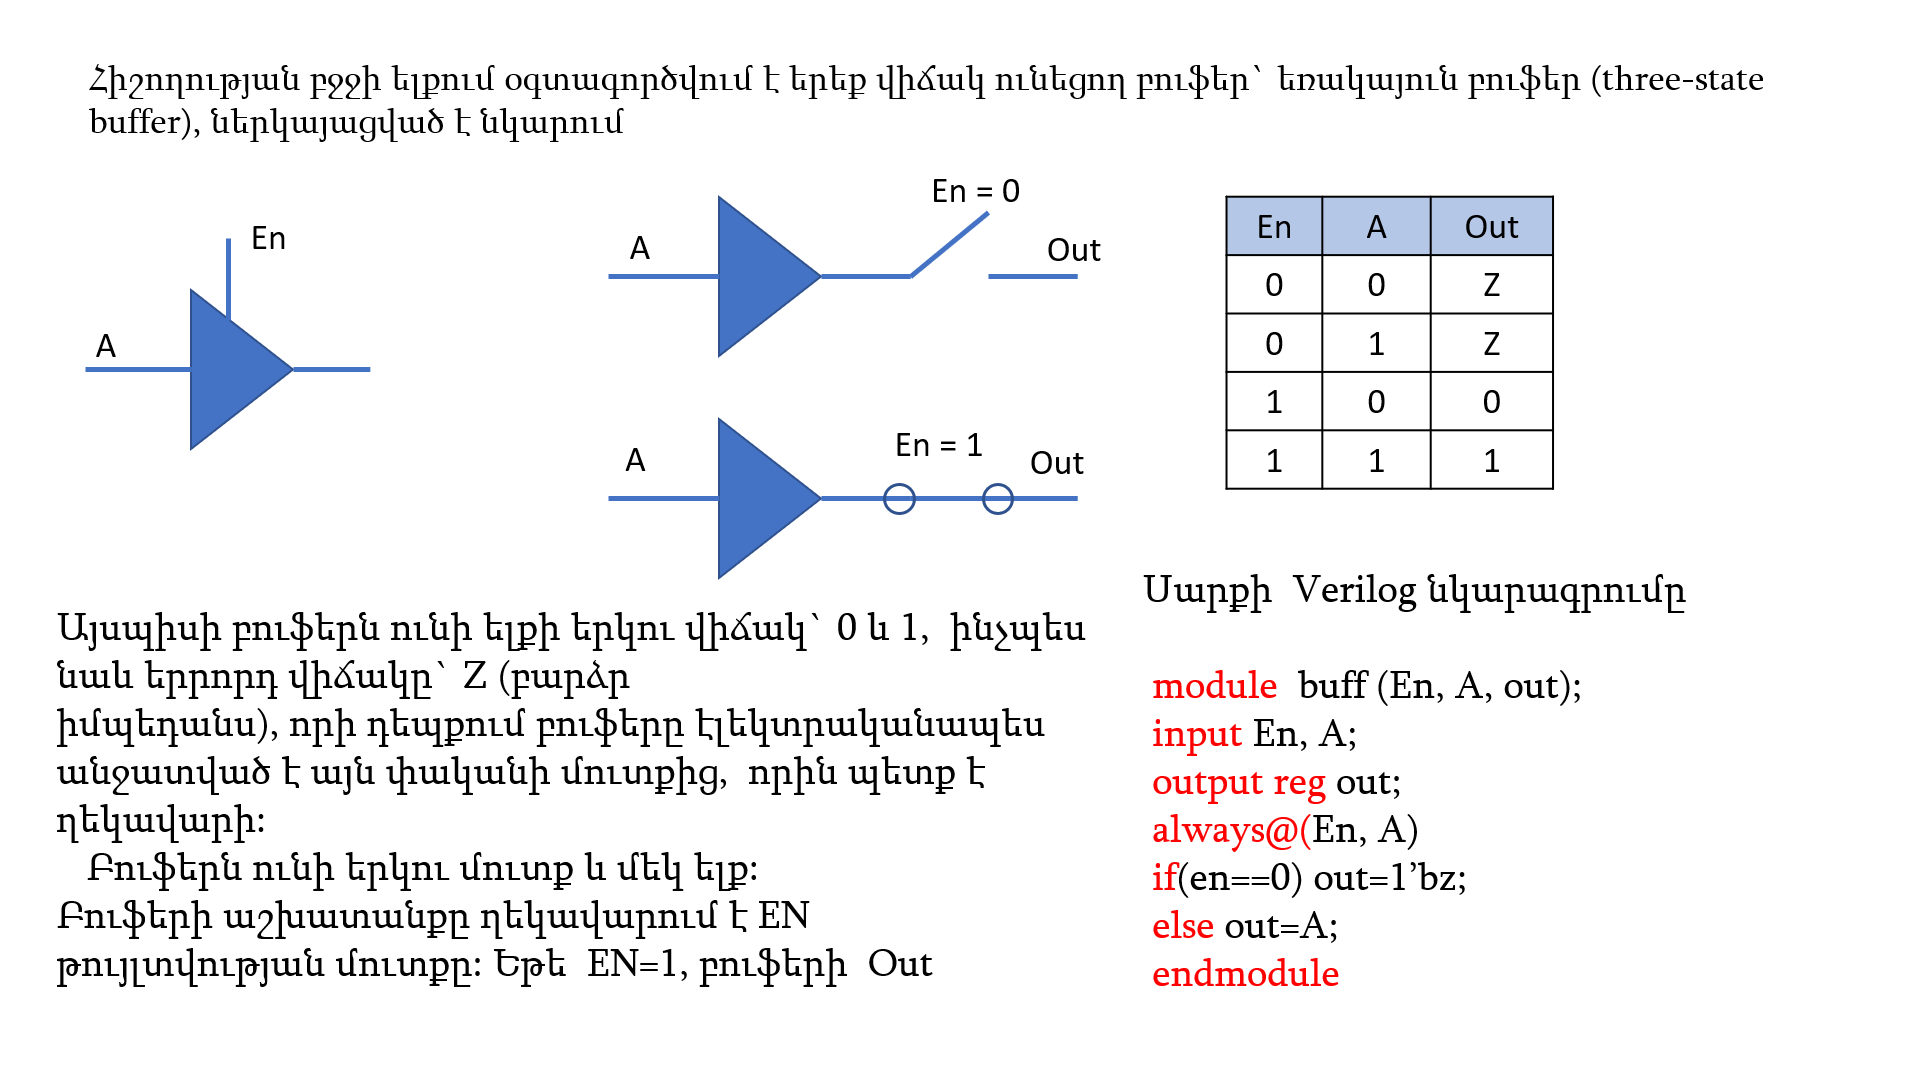 Հիշողության բջջի ելքում օգտագործվում է երեք վիճակ ունեցող բուֆեր` եռակայուն բուֆեր (three-state
buffer), ներկայացված է նկարում
En
A
En = 0
A
Out
En = 1
A
Out
En A Out
0 0 Z
0 1 Z
1 0 0
1 1 1
Այսպիսի բուֆերն ունի ելքի երկու վիճակ` 0 և 1, ինչպես
նաև երրորդ վիճակը` Z (բարձր
իմպեդանս), որի դեպքում բուֆերը էլեկտրականապես
անջատված է այն փականի մուտքից, որին պետք է
ղեկավարի:
Բուֆերն ունի երկու մուտք և մեկ ելք:
Բուֆերի աշխատանքը ղեկավարում է EN
թույլտվության մուտքը: Եթե EN=1, բուֆերի Out
Սարքի Verilog նկարագրումը
module buff (En, A, out);
input En, A;
output reg out;
always@(En, A)
if(en==0) out=1’bz;
else out=A;
endmodule